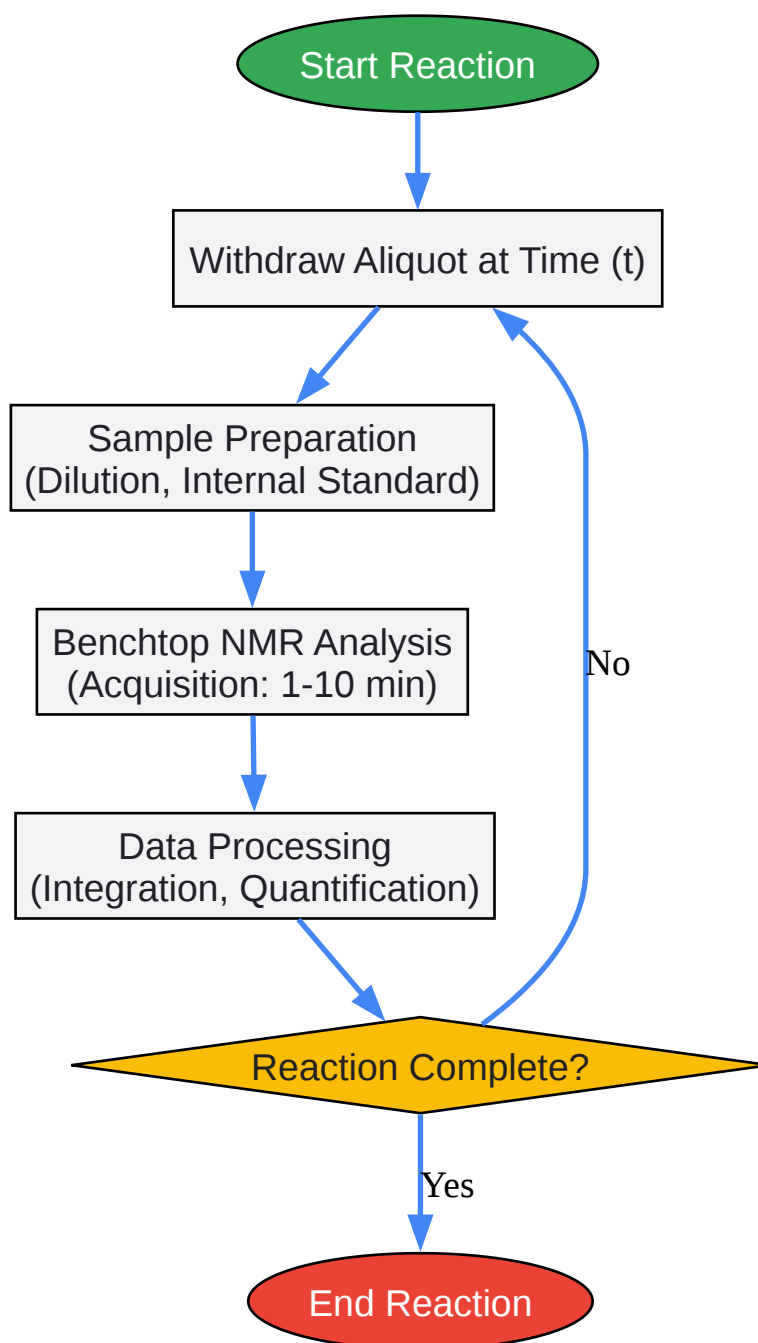 Start Reaction
Withdraw Aliquot at Time (t)
Sample Preparation
(Dilution, Internal Standard)
Benchtop NMR Analysis
(Acquisition: 1-10 min)
No
Data Processing
(Integration, Quantification)
Reaction Complete?
Yes
End Reaction